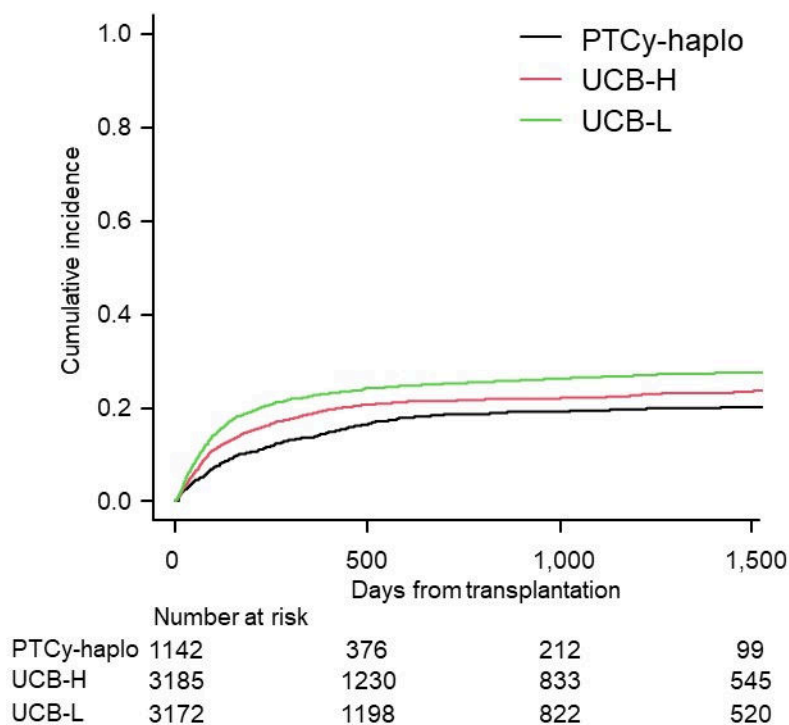 1.0
0.8
0.6
0.4
0.2
0.0
Cumulative incidence
PTCy-haplo
UCB-H
UCB-L
0 500 1,000 1,500
Days from transplantation
Number at risk
PTCy-haplo 1142 376 212 99
UCB-H 3185 1230 833 545
UCB-L 3172 1198 822 520